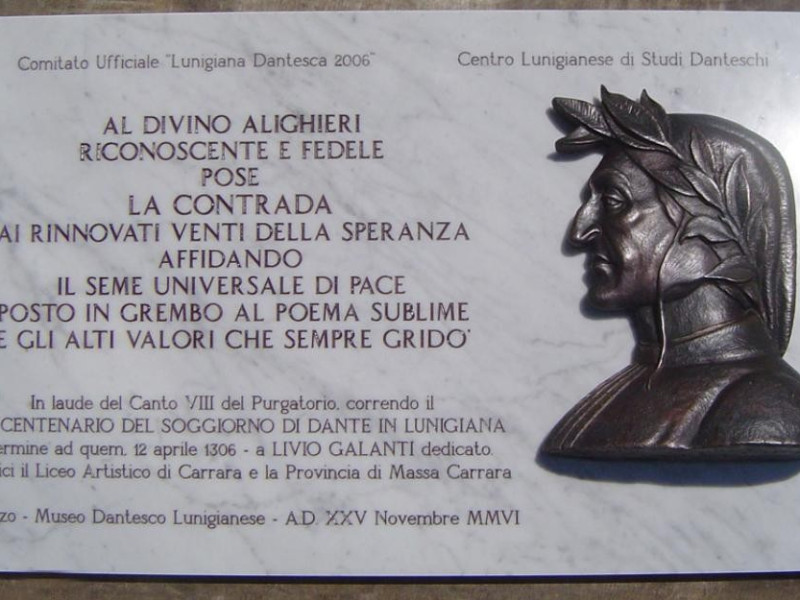 Comitato Ufficiale "Lunigiana Dantesca 2006"
Centro Lunigianese di Studi Danteschi
AL DIVINO ALIGHIERI
RICONOSCENTE E FEDELE
POSE
LA CONTRADA
AI RINNOVATI VENTI DELLA SPERANZA
AFFIDANDO
IL SEME UNIVERSALE DI PACE
POSTO IN GREMBO AL POEMA SUBLIME
E GLI ALTI VALORI CHE SEMPRE GRIDO'
In laude del Canto VIII del Purgatorio, correndo il
CENTENARIO DEL SOGGIORNO DI DANTE IN LUNIGIANA
ermine ad quem, 12 aprile 1306 - a LIVIO GALANTI dedicato.
ici il Liceo Artistico di Carrara e la Provincia di Massa Carrara
zo - Museo Dantesco Lunigianese - A.D. XXV Novembre MMVI